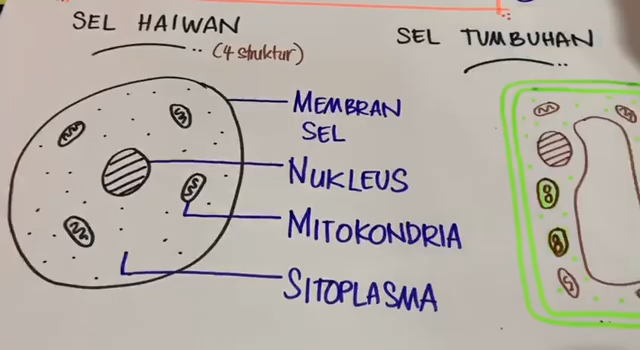 SEL HAIWAN
(4 struktur)
SEL TUMBUHAN
MEMBRAN
SEL
NUKLEUS
MITOKONDRIA
SITOPLASMA